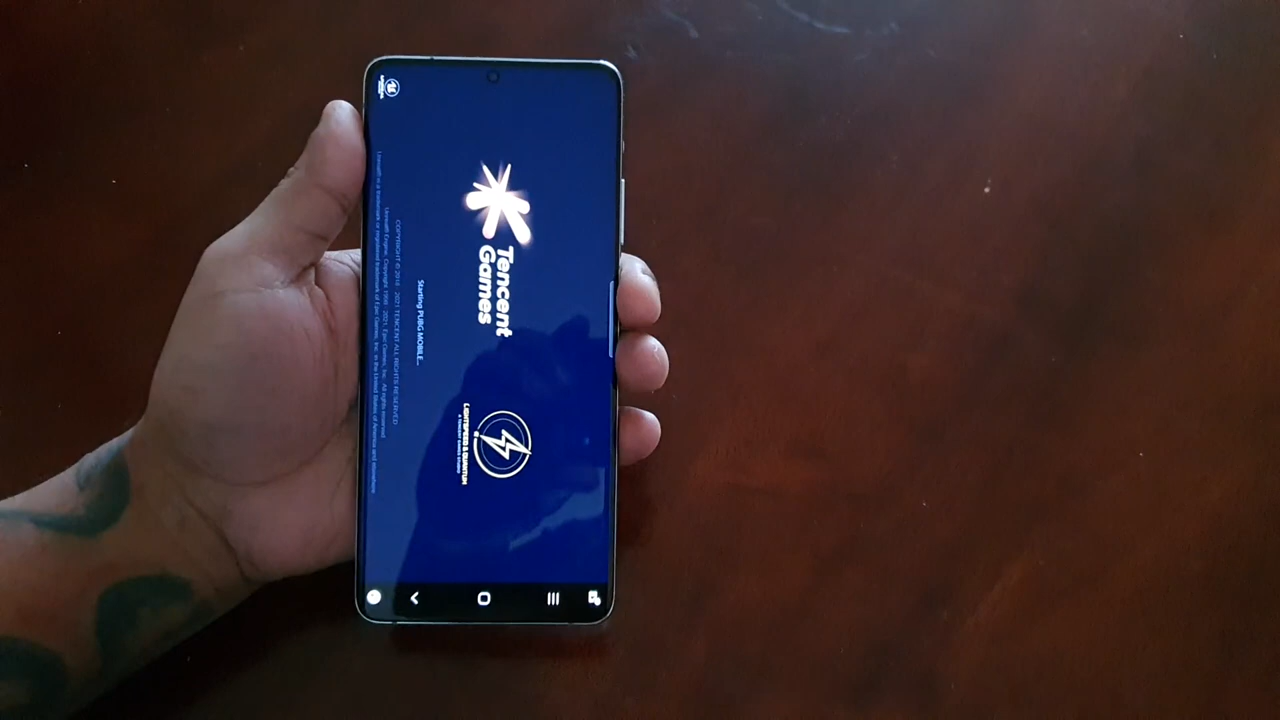 Tencent
Games
LIGHTSPEED & QUANTUM
A TENCENT GAMES STUDIO
Starting PUBG MOBILE...
COPYRIGHT © 2014 - 2021 TENCENT ALL RIGHTS RESERVED
Unreal® Engine, Copyright 1998 - 2021, Epic Games, Inc. All rights reserved.
Unreal® is a trademark or registered trademark of Epic Games, Inc. in the United States of America and elsewhere